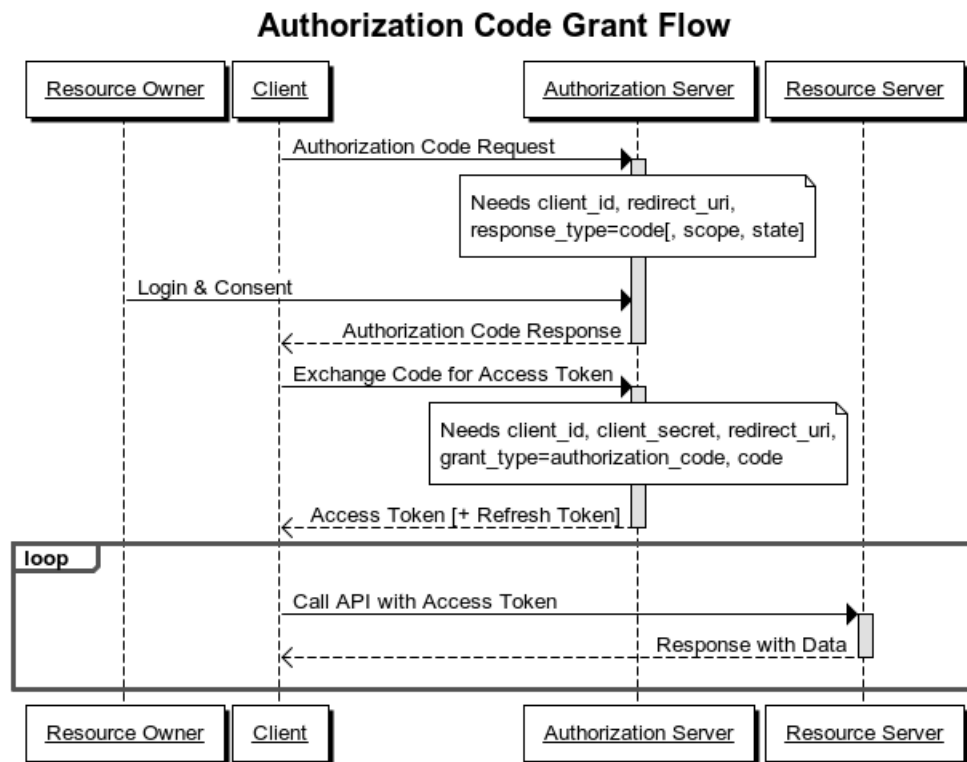 Authorization Code Grant Flow
Resource Owner
Client
Authorization Server
Resource Server
Authorization Code Request
Needs client_id, redirect_uri,
response_type=code[, scope, state]
Login & Consent
Authorization Code Response
Exchange Code for Access Token
Needs client_id, client_secret, redirect_uri,
grant_type=authorization_code, code
Access Token [+ Refresh Token]
loop
Call API with Access Token
Response with Data
Resource Owner
Client
Authorization Server
Resource Server